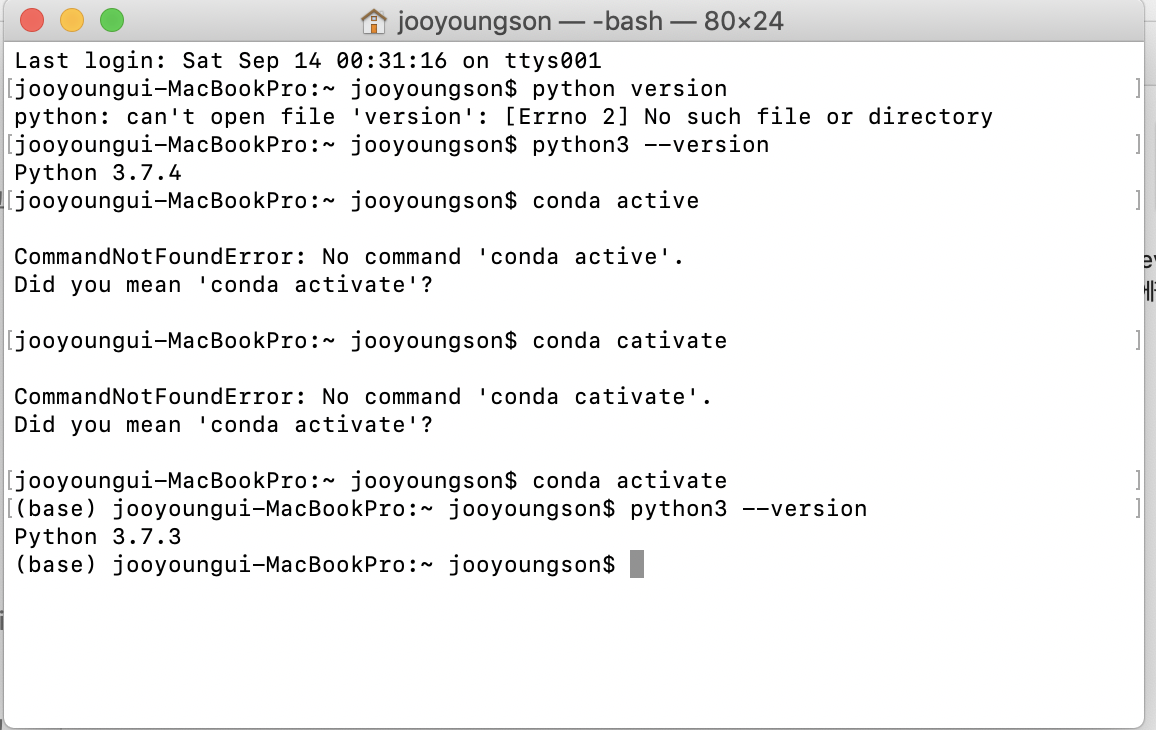 jooyoungson — -bash — 80×24
Last login: Sat Sep 14 00:31:16 on ttys001
[jooyoungui-MacBookPro:~ jooyoungson$ python version ]
python: can't open file 'version': [Errno 2] No such file or directory
[jooyoungui-MacBookPro:~ jooyoungson$ python3 --version ]
Python 3.7.4
[jooyoungui-MacBookPro:~ jooyoungson$ conda active ]
CommandNotFoundError: No command 'conda active'.
Did you mean 'conda activate'?
[jooyoungui-MacBookPro:~ jooyoungson$ conda cativate ]
CommandNotFoundError: No command 'conda cativate'.
Did you mean 'conda activate'?
[jooyoungui-MacBookPro:~ jooyoungson$ conda activate ]
[(base) jooyoungui-MacBookPro:~ jooyoungson$ python3 --version ]
Python 3.7.3
(base) jooyoungui-MacBookPro:~ jooyoungson$